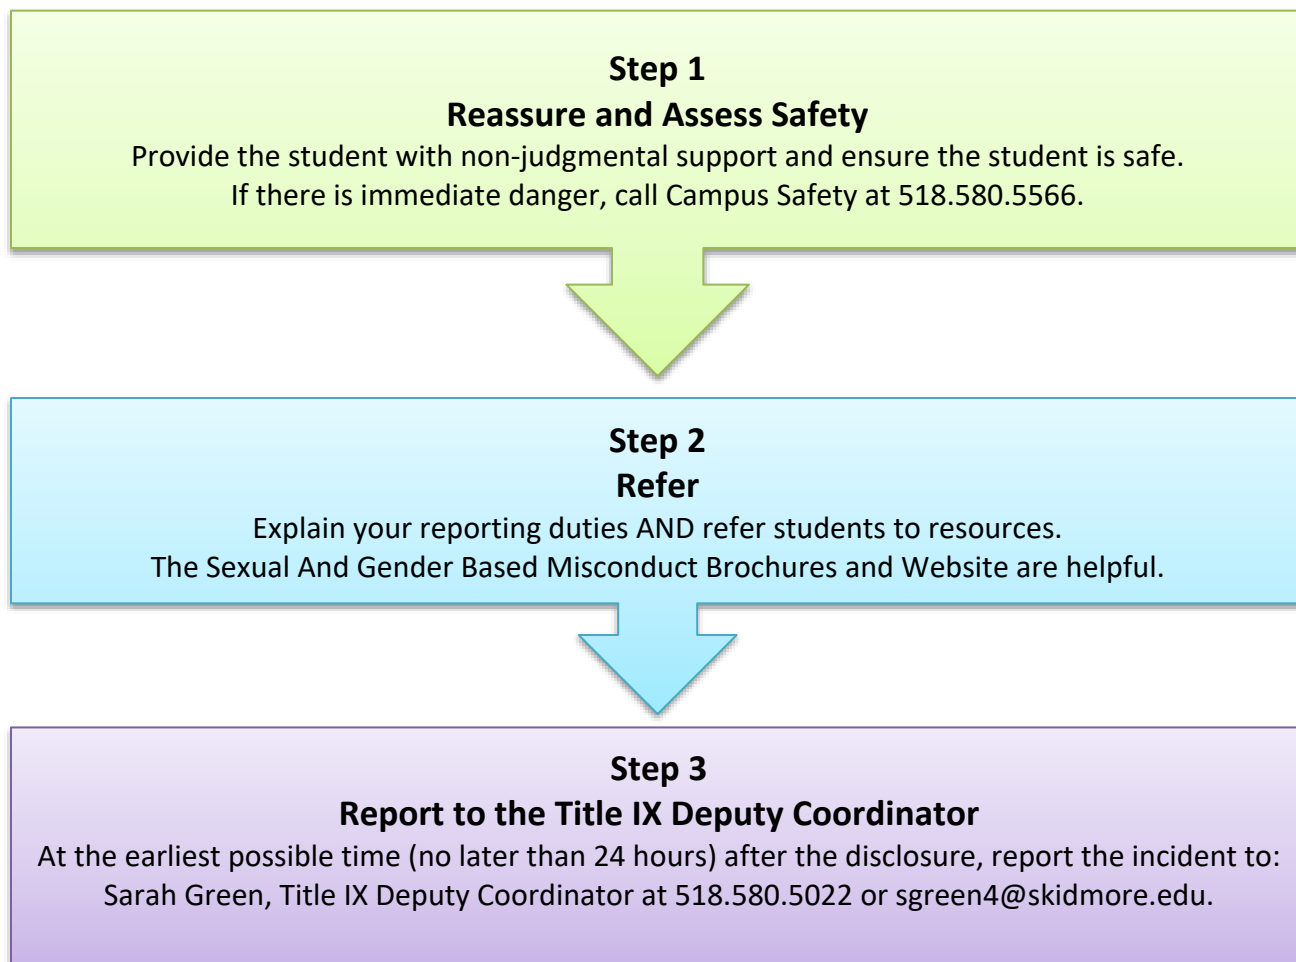 Step 1
Reassure and Assess Safety
Provide the student with non-judgmental support and ensure the student is safe.
If there is immediate danger, call Campus Safety at 518.580.5566.
Step 2
Refer
Explain your reporting duties AND refer students to resources.
The Sexual And Gender Based Misconduct Brochures and Website are helpful.
Step 3
Report to the Title IX Deputy Coordinator
At the earliest possible time (no later than 24 hours) after the disclosure, report the incident to:
Sarah Green, Title IX Deputy Coordinator at 518.580.5022 or sgreen4@skidmore.edu.